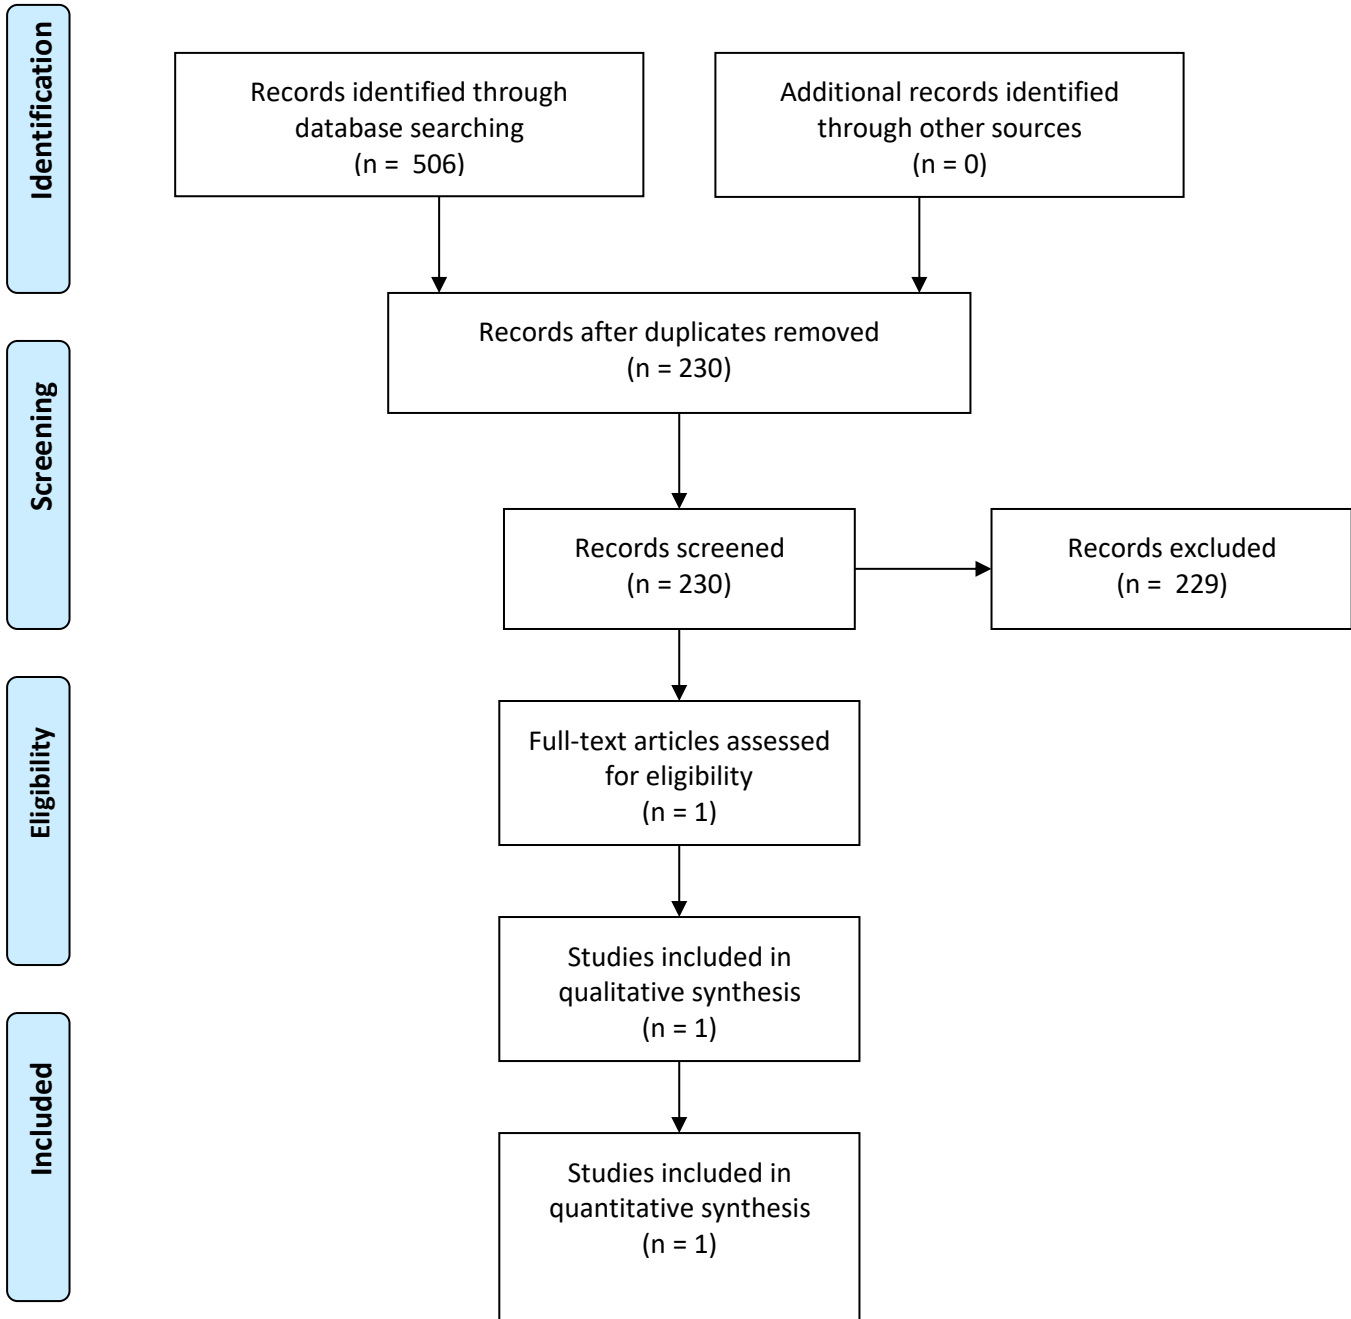 Identification
Records identified through
database searching
(n =  506)
Additional records identified
through other sources
(n = 0)
Records after duplicates removed
(n = 230)
Screening
Records screened
(n = 230)
Records excluded
(n =  229)
Eligibility
Full-text articles assessed
for eligibility
(n = 1)
Studies included in
qualitative synthesis
(n = 1)
Included
Studies included in
quantitative synthesis
(n = 1)